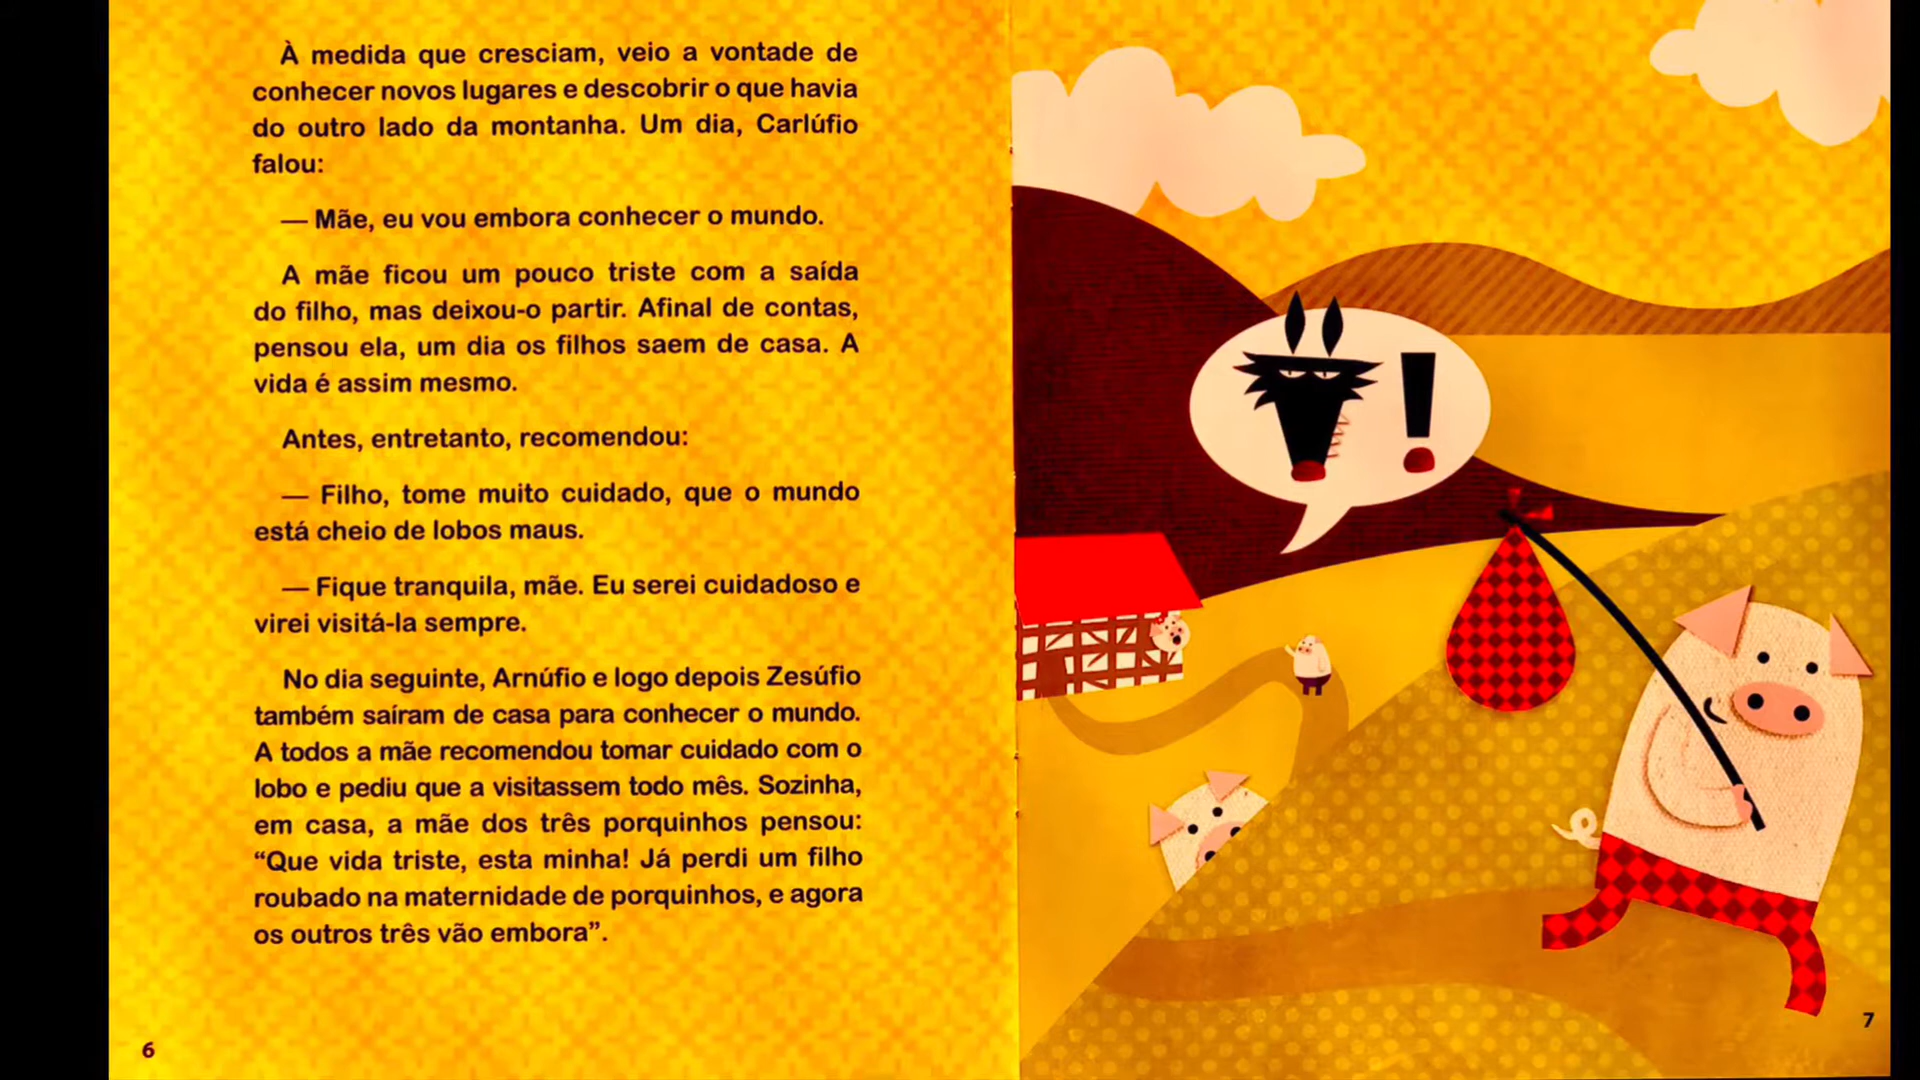 À medida que cresciam, veio a vontade de
conhecer novos lugares e descobrir o que havia
do outro lado da montanha. Um dia, Carlúfio
falou:
— Mãe, eu vou embora conhecer o mundo.
A mãe ficou um pouco triste com a saída
do filho, mas deixou-o partir. Afinal de contas,
pensou ela, um dia os filhos saem de casa. A
vida é assim mesmo.
Antes, entretanto, recomendou:
— Filho, tome muito cuidado, que o mundo
está cheio de lobos maus.
— Fique tranquila, mãe. Eu serei cuidadoso e
virei visitá-la sempre.
No dia seguinte, Arnúfio e logo depois Zesúfio
também saíram de casa para conhecer o mundo.
A todos a mãe recomendou tomar cuidado com o
lobo e pediu que a visitassem todo mês. Sozinha,
em casa, a mãe dos três porquinhos pensou:
“Que vida triste, esta minha! Já perdi um filho
roubado na maternidade de porquinhos, e agora
os outros três vão embora”.
6
!
7